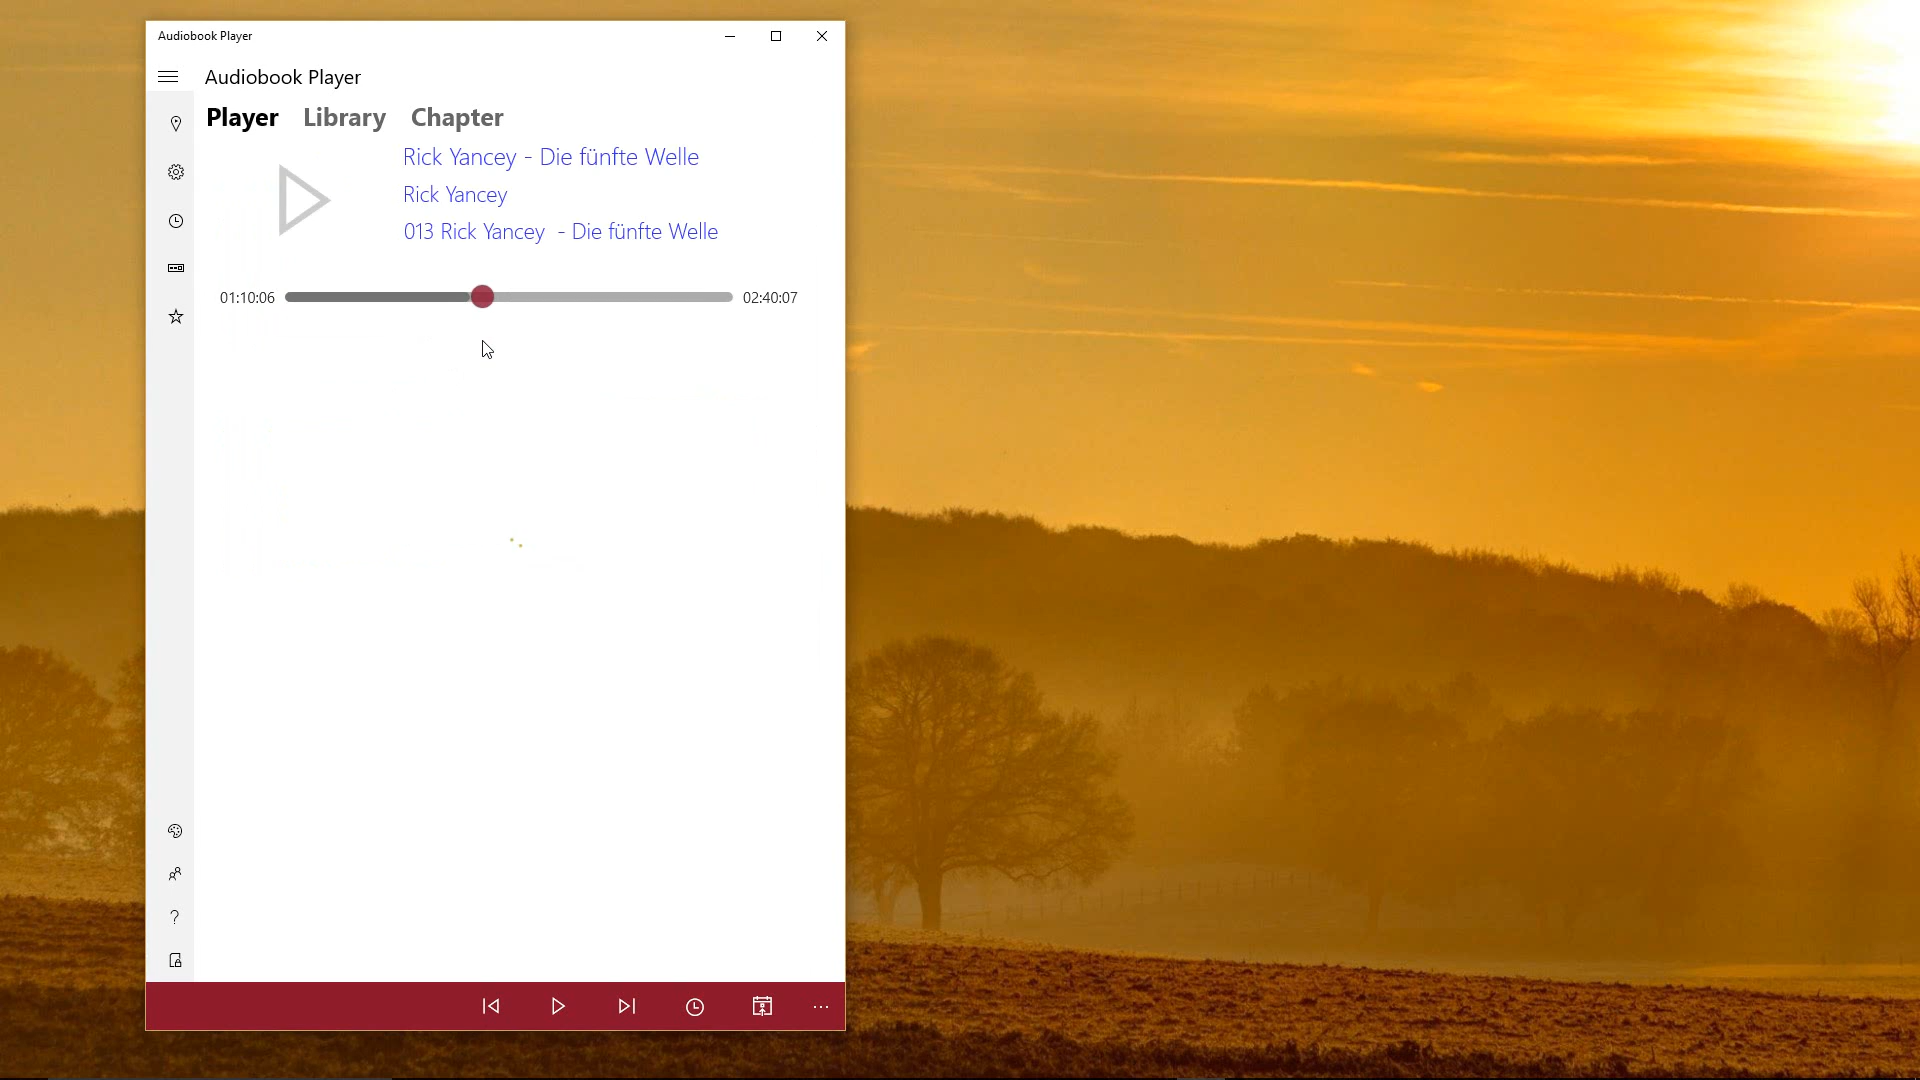 Audiobook Player
Audiobook Player
Player Library Chapter
Rick Yancey - Die fünfte Welle
Rick Yancey
013 Rick Yancey - Die fünfte Welle
01:10:06 02:40:07